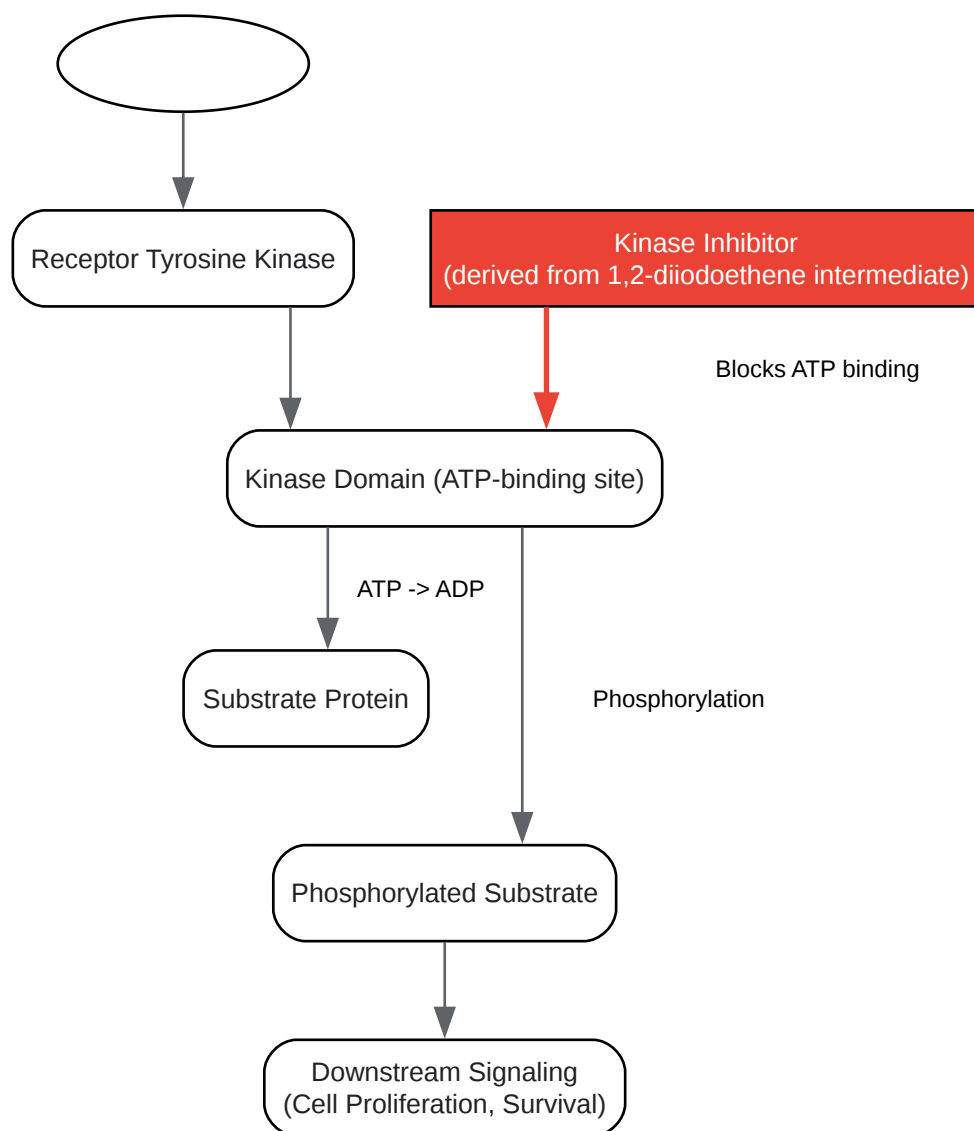 Receptor Tyrosine Kinase
Kinase Inhibitor
(derived from 1,2-diiodoethene intermediate)
Blocks ATP binding
Kinase Domain (ATP-binding site)
ATP -> ADP
Substrate Protein
Phosphorylation
Phosphorylated Substrate
Downstream Signaling
(Cell Proliferation, Survival)